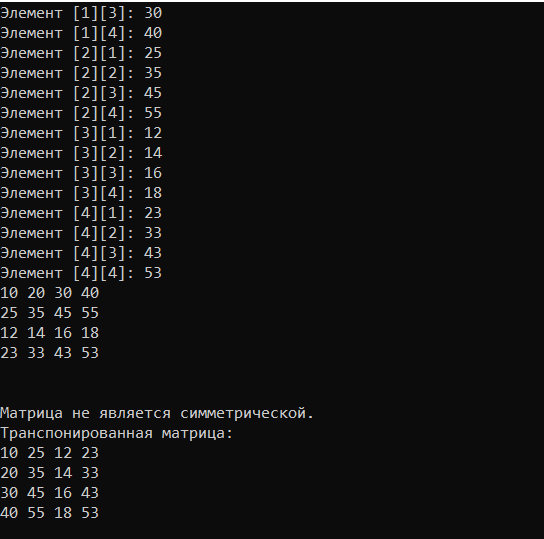 Элемент [1][3]: 30
Элемент [1][4]: 40
Элемент [2][1]: 25
Элемент [2][2]: 35
Элемент [2][3]: 45
Элемент [2][4]: 55
Элемент [3][1]: 12
Элемент [3][2]: 14
Элемент [3][3]: 16
Элемент [3][4]: 18
Элемент [4][1]: 23
Элемент [4][2]: 33
Элемент [4][3]: 43
Элемент [4][4]: 53
10 20 30 40
25 35 45 55
12 14 16 18
23 33 43 53
Матрица не является симметрической.
Транспонированная матрица:
10 25 12 23
20 35 14 33
30 45 16 43
40 55 18 53